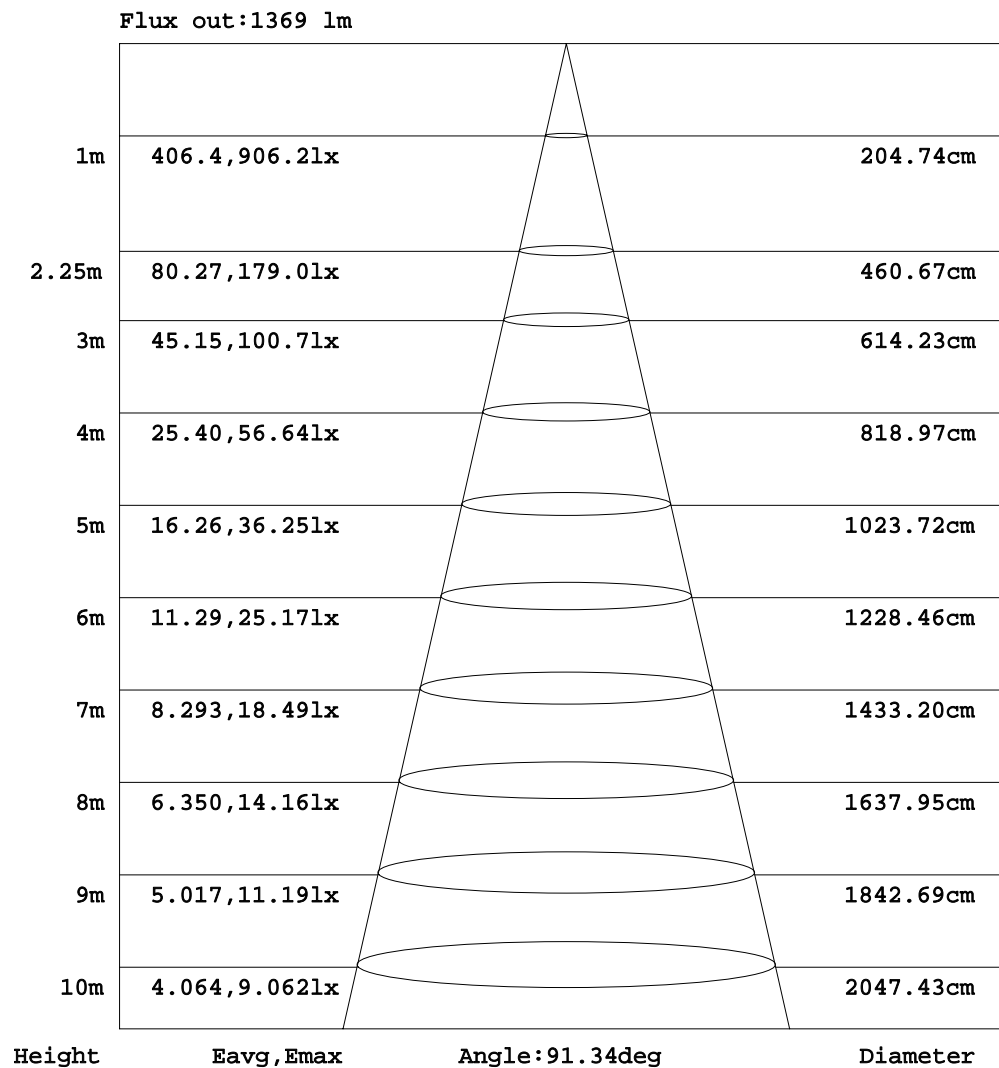 Flux out:1369 lm
1m 406.4,906.2lx 204.74cm
2.25m 80.27,179.0lx 460.67cm
3m 45.15,100.7lx 614.23cm
4m 25.40,56.64lx 818.97cm
5m 16.26,36.25lx 1023.72cm
6m 11.29,25.17lx 1228.46cm
7m 8.293,18.49lx 1433.20cm
8m 6.350,14.16lx 1637.95cm
9m 5.017,11.19lx 1842.69cm
10m 4.064,9.062lx 2047.43cm
Height Eavg,Emax Angle:91.34deg Diameter